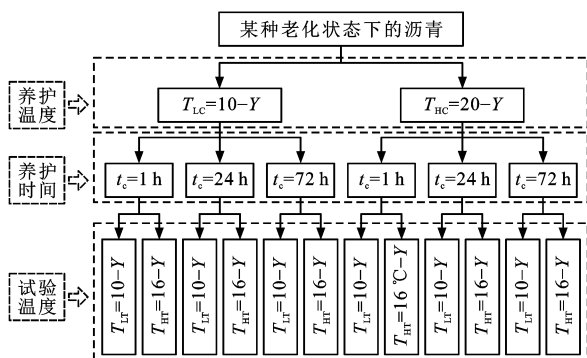 某种老化状态下的沥青
养护
温度
T_LC=10−Y
T_HC=20−Y
养护
时间
t_c=1 h
t_c=24 h
t_c=72 h
t_c=1 h
t_c=24 h
t_c=72 h
试验
温度
T_LT=10−Y
T_HT=16−Y
T_LT=10−Y
T_HT=16−Y
T_LT=10−Y
T_HT=16−Y
T_LT=10−Y
T_HT=16 ℃−Y
T_LT=10−Y
T_HT=16−Y
T_LT=10−Y
T_HT=16−Y